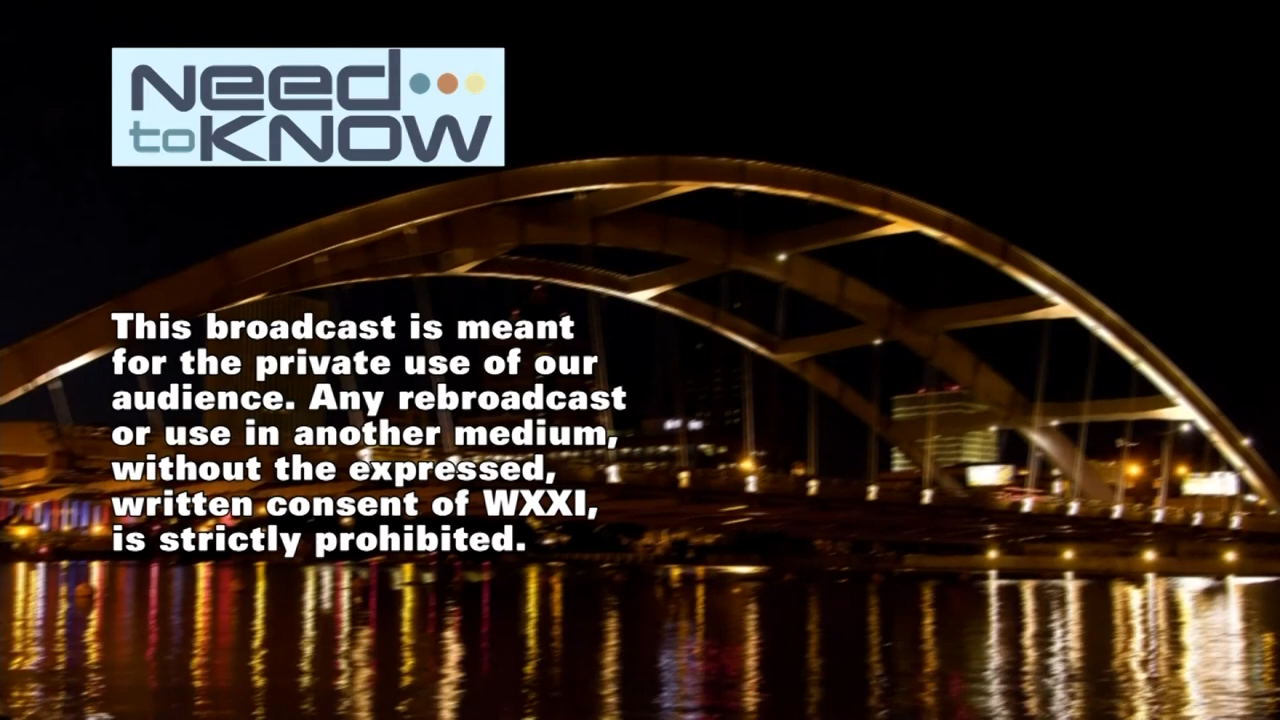 Need
to Know
This broadcast is meant
for the private use of our
audience. Any rebroadcast
or use in another medium,
without the expressed,
written consent of WXXI,
is strictly prohibited.